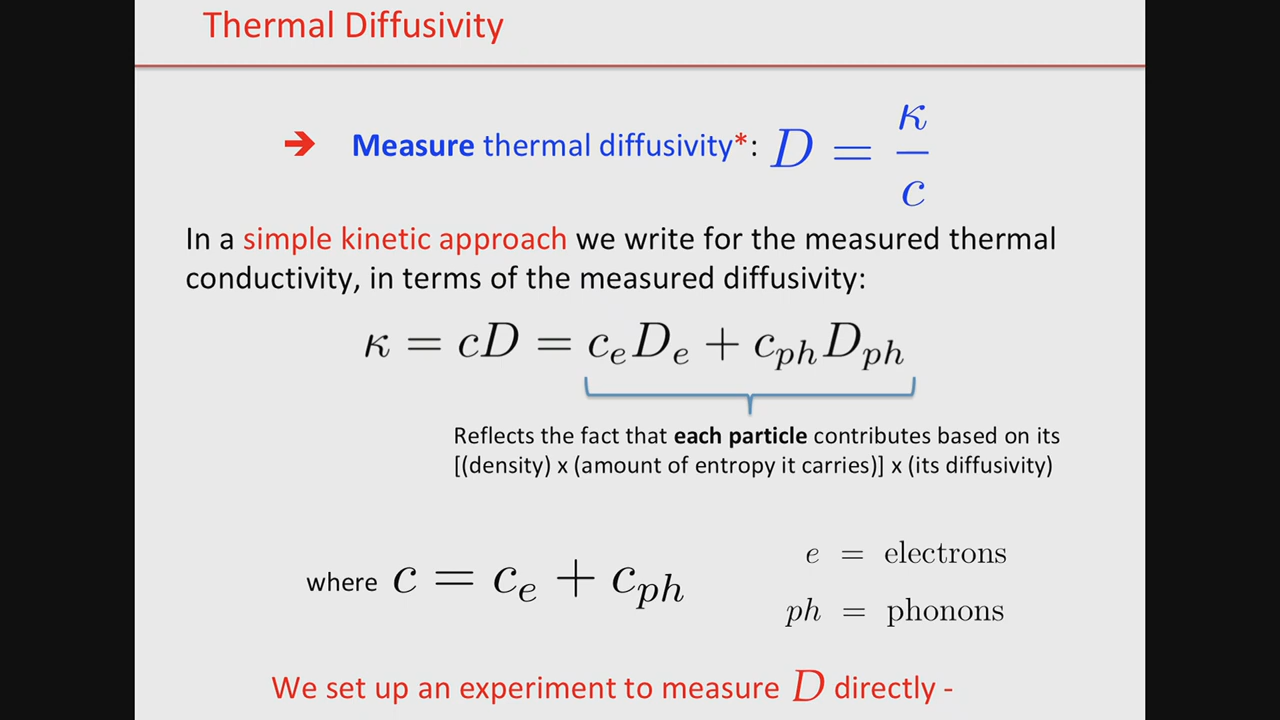 Thermal Diffusivity
➔ Measure thermal diffusivity*: D = κ/c
In a simple kinetic approach we write for the measured thermal
conductivity, in terms of the measured diffusivity:
κ = cD = c_e D_e + c_ph D_ph
Reflects the fact that each particle contributes based on its
[(density) x (amount of entropy it carries)] x (its diffusivity)
e = electrons
where c = c_e + c_ph
ph = phonons
We set up an experiment to measure D directly -